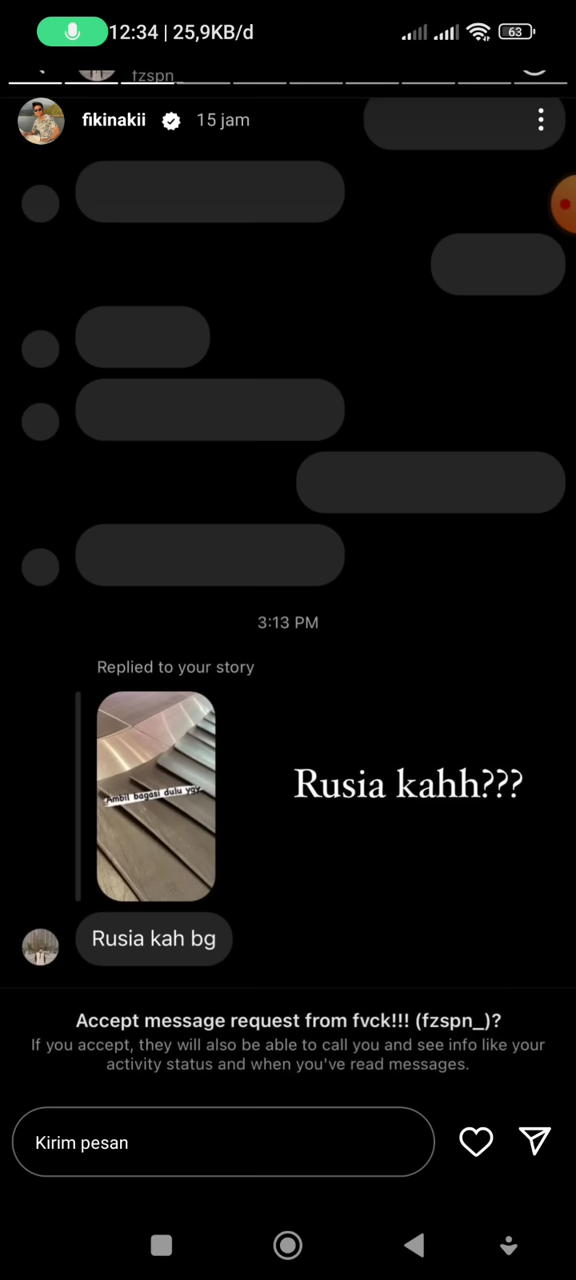 12:34 | 25,9KB/d
63
fzspn_
fikinakii 15 jam
3:13 PM
Replied to your story
Ambil bagasi dulu ygy
Rusia kahh???
Rusia kah bg
Accept message request from fvck!!! (fzspn_)?
If you accept, they will also be able to call you and see info like your
activity status and when you've read messages.
Kirim pesan